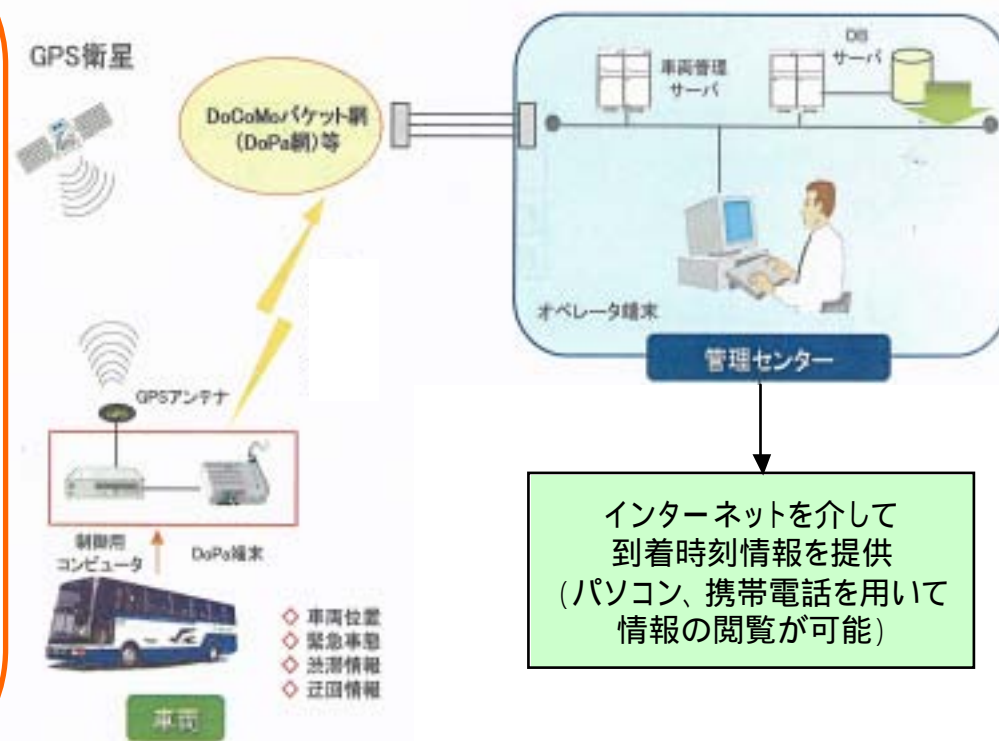 GPS衛星
DoCoMoパケット網
(DoPa網)等
車両管理
サーバ
DB
サーバ
オペレータ端末
管理センター
GPSアンテナ
制御用
コンピュータ
DoPa端末
◇ 車両位置
◇ 緊急事態
◇ 渋滞情報
◇ 迂回情報
車両
インターネットを介して
到着時刻情報を提供
(パソコン、携帯電話を用いて
情報の閲覧が可能)